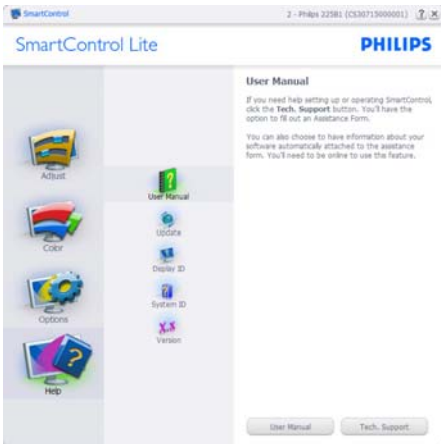 SmartControl
2 - Philips 225B1 (CS30715000001)
? X
SmartControl Lite
PHILIPS
Adjust
Color
Options
Help
User Manual
Update
Display ID
System ID
X.x
Version
User Manual
If you need help setting up or operating SmartControl,
click the Tech. Support button. You'll have the
option to fill out an Assistance Form.
You can also choose to have information about your
software automatically attached to the assistance
form. You'll need to be online to use the feature.
User Manual
Tech. Support